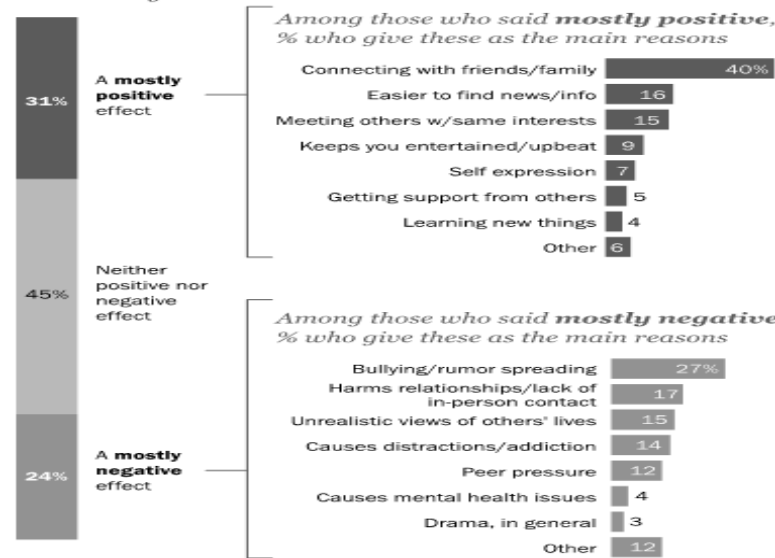 Among those who said mostly positive,
% who give these as the main reasons
31%
A mostly
positive
effect
Connecting with friends/family 40%
Easier to find news/info 16
Meeting others w/same interests 15
Keeps you entertained/upbeat 9
Self expression 7
Getting support from others 5
Learning new things 4
Other 6
45%
Neither
positive nor
negative
effect
Among those who said mostly negative
% who give these as the main reasons
24%
A mostly
negative
effect
Bullying/rumor spreading 27%
Harms relationships/lack of
in-person contact 17
Unrealistic views of others' lives 15
Causes distractions/addiction 14
Peer pressure 12
Causes mental health issues 4
Drama, in general 3
Other 12